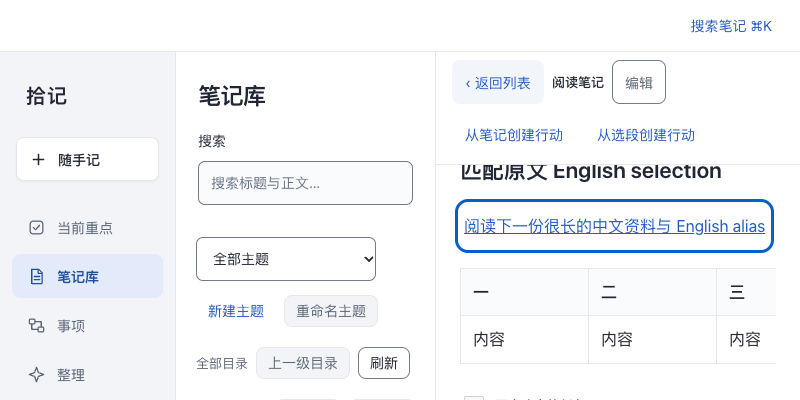 搜索笔记 ⌘K
拾记
+ 随手记
当前重点
笔记库
事项
整理
笔记库
搜索
搜索标题与正文...
全部主题
新建主题 重命名主题
全部目录 上一级目录 刷新
‹ 返回列表 阅读笔记 编辑
从笔记创建行动 从选段创建行动
匹配原文 English selection
阅读下一份很长的中文资料与 English alias
一 二 三
内容 内容 内容